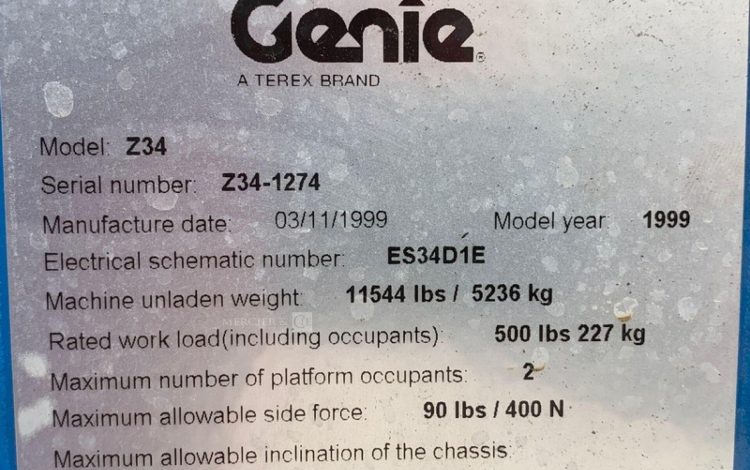 Genie®
A TEREX BRAND
Model: Z34
Serial number: Z34-1274
Manufacture date: 03/11/1999 Model year 1999
Electrical schematic number: ES34D1E
Machine unladen weight: 11544 lbs / 5236 kg
MERCIER
Rated work load(including occupants): 500 lbs 227 kg
Maximum number of platform occupants: 2
Maximum allowable side force: 90 lbs / 400 N
Maximum allowable inclination of the chassis: